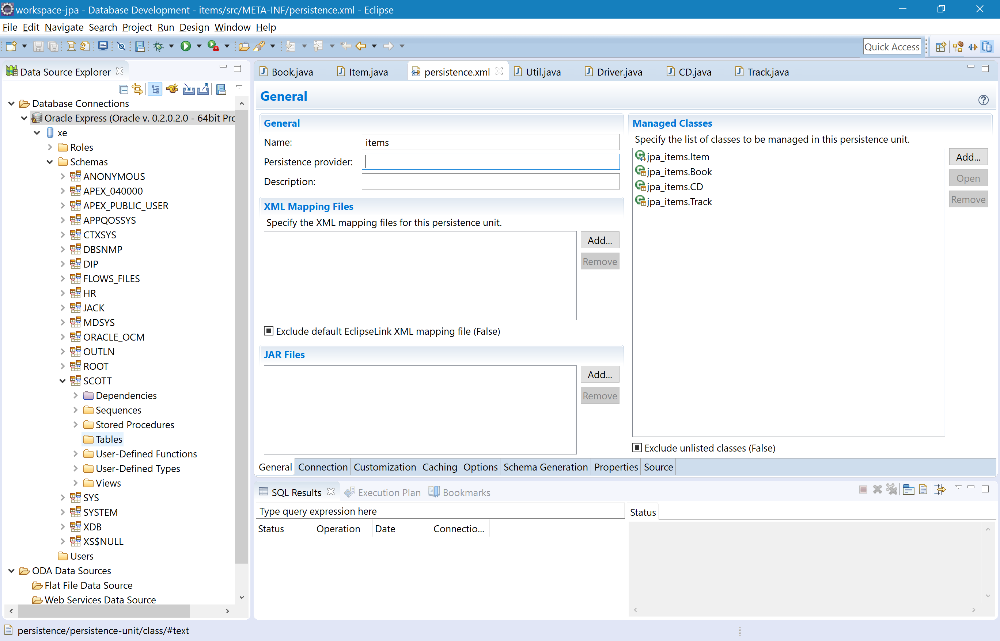 workspace-jpa - Database Development - items/src/META-INF/persistence.xml - Eclipse
File Edit Navigate Search Project Run Design Window Help
Quick Access
Data Source Explorer
Database Connections
Oracle Express (Oracle v. 0.2.0.2.0 - 64bit Pro
xe
Roles
Schemas
ANONYMOUS
APEX_040000
APEX_PUBLIC_USER
APPQOSSYS
CTXSYS
DBSNMP
DIP
FLOWS_FILES
HR
JACK
MDSYS
ORACLE_OCM
OUTLN
ROOT
SCOTT
Dependencies
Sequences
Stored Procedures
Tables
User-Defined Functions
User-Defined Types
Views
SYS
SYSTEM
XDB
XS$NULL
Users
ODA Data Sources
Flat File Data Source
Web Services Data Source
Book.java Item.java persistence.xml Util.java Driver.java CD.java Track.java
General
General
Name: items
Persistence provider:
Description:
XML Mapping Files
Specify the XML mapping files for this persistence unit.
Add...
Remove
Exclude default EclipseLink XML mapping file (False)
JAR Files
Add...
Remove
Managed Classes
Specify the list of classes to be managed in this persistence unit.
jpa_items.Item
jpa_items.Book
jpa_items.CD
jpa_items.Track
Add...
Open
Remove
Exclude unlisted classes (False)
General Connection Customization Caching Options Schema Generation Properties Source
SQL Results Execution Plan Bookmarks
Type query expression here
Status Operation Date Connectio...
Status
persistence/persistence-unit/class/#text